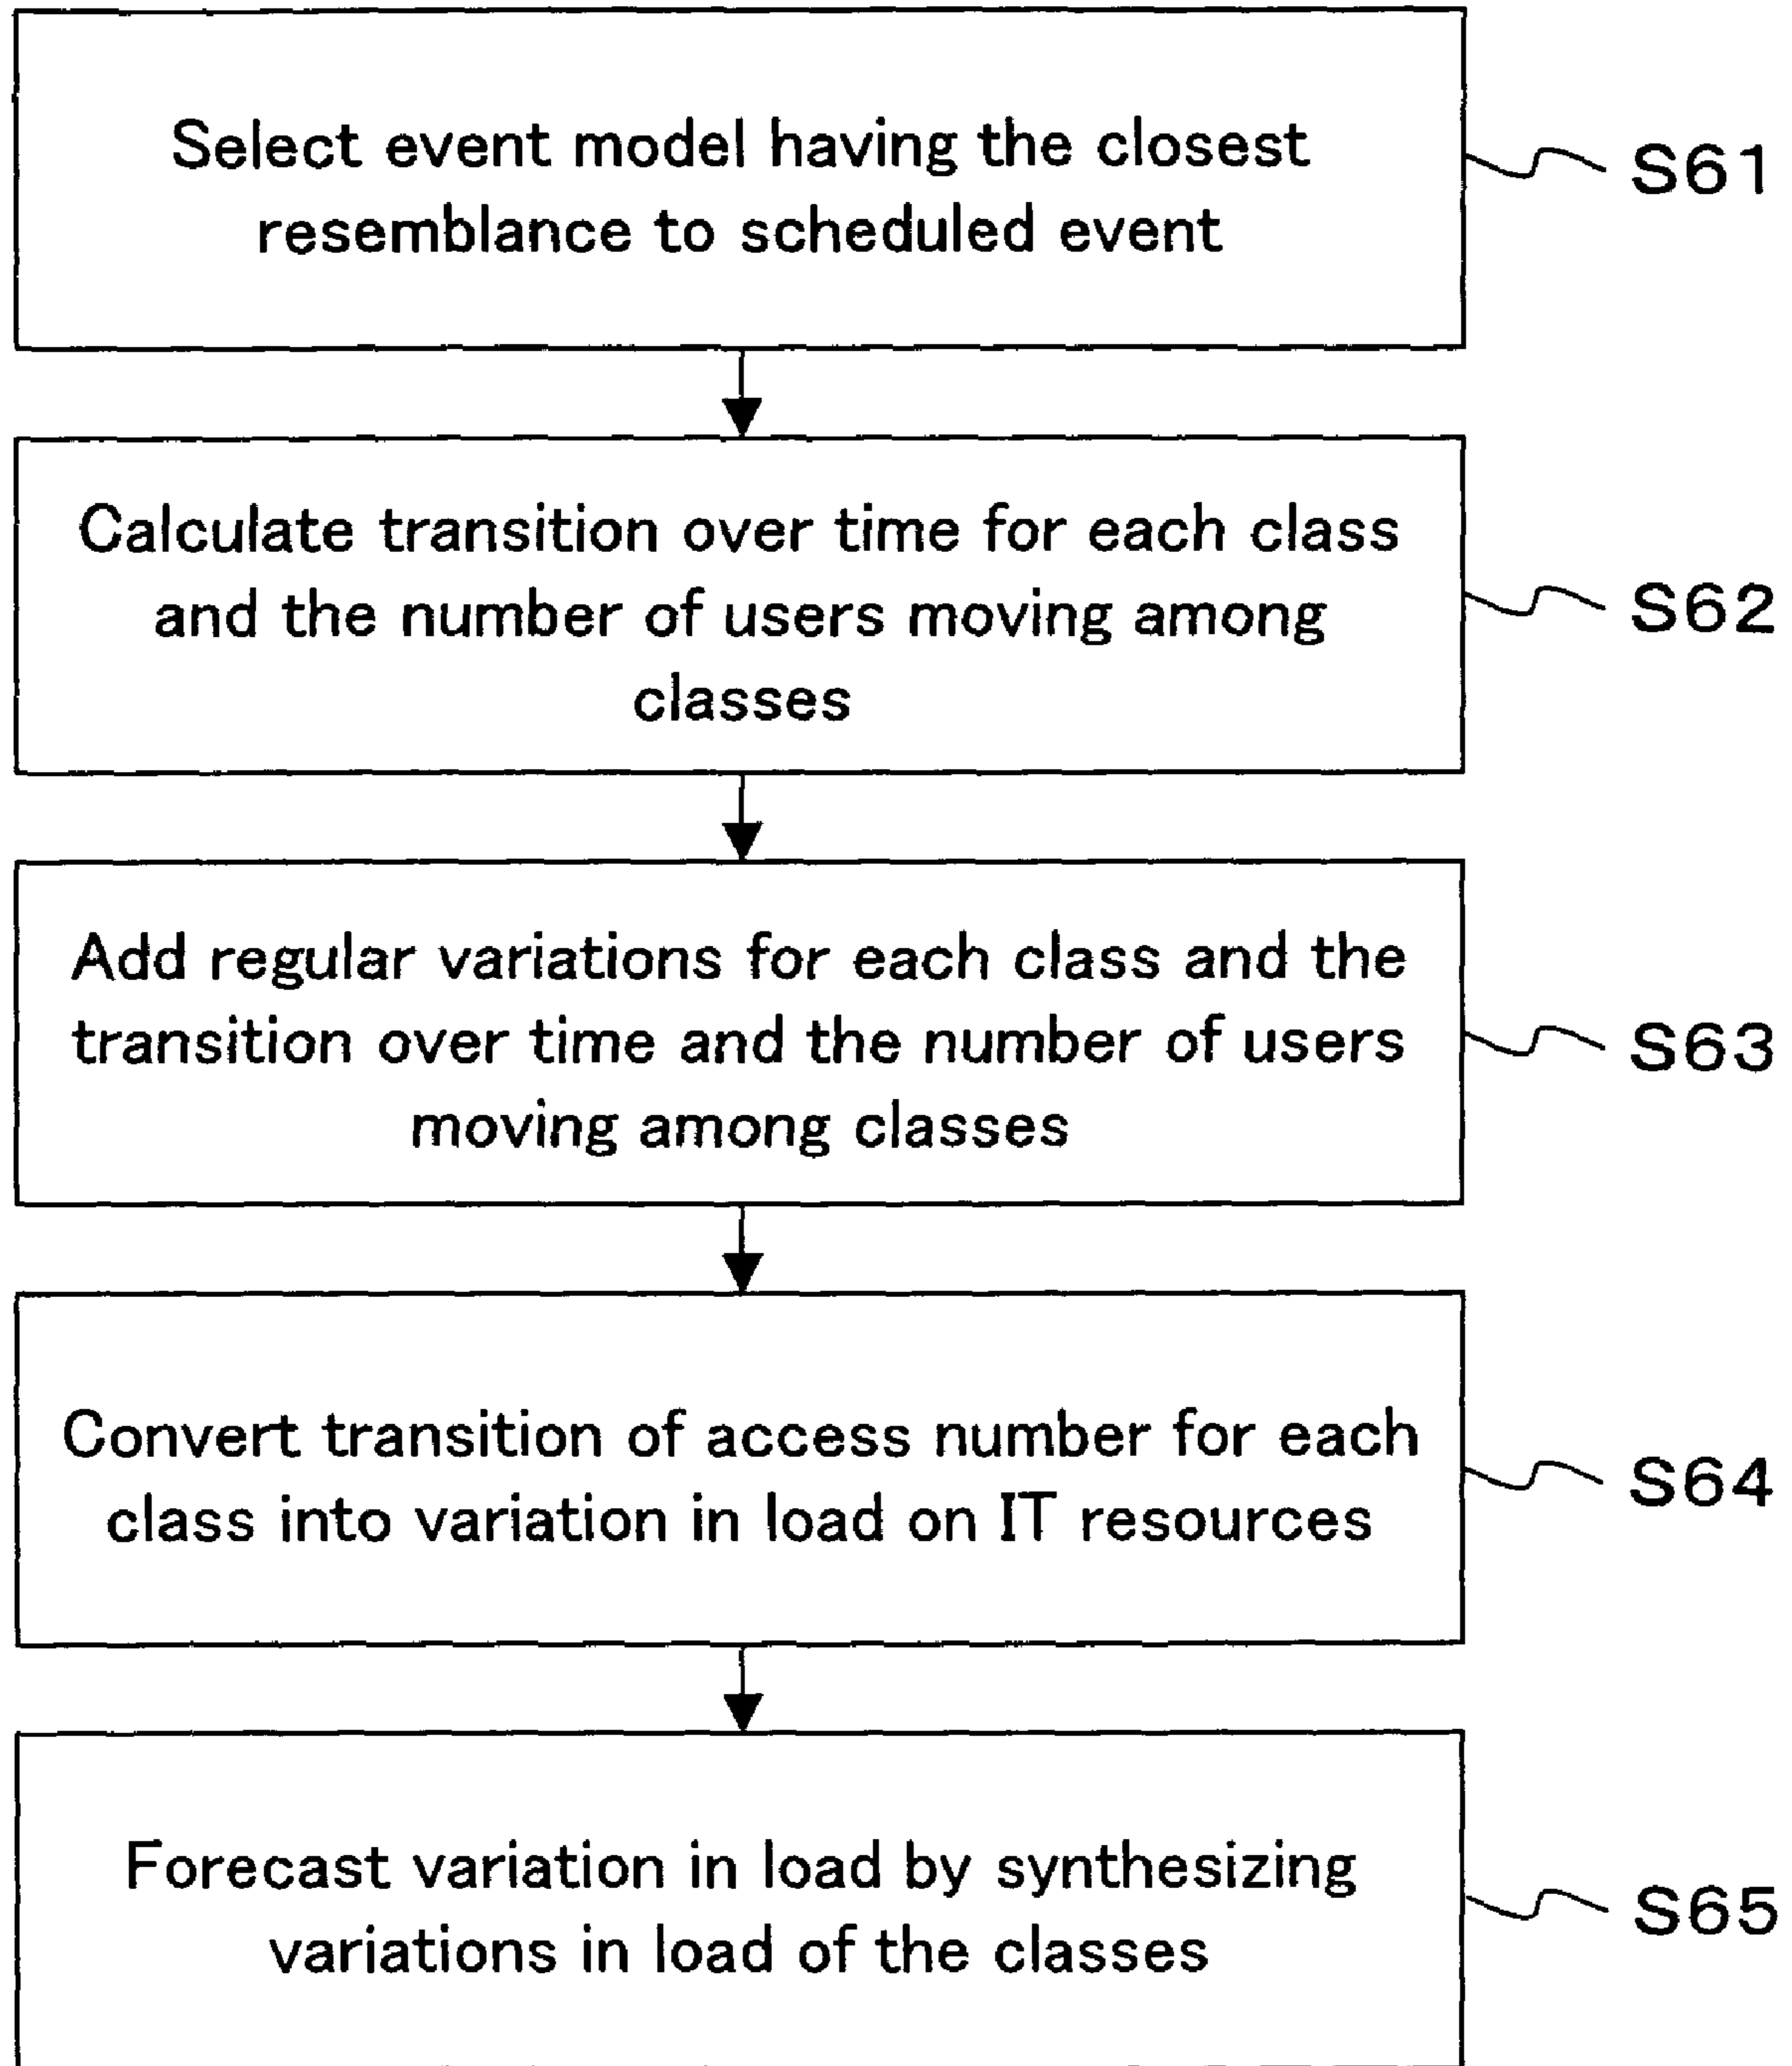 Select event model having the closest
resemblance to scheduled event
S61
Calculate transition over time for each class
and the number of users moving among
classes
S62
Add regular variations for each class and the
transition over time and the number of users
moving among classes
S63
Convert transition of access number for each
class into variation in load on IT resources
S64
Forecast variation in load by synthesizing
variations in load of the classes
S65